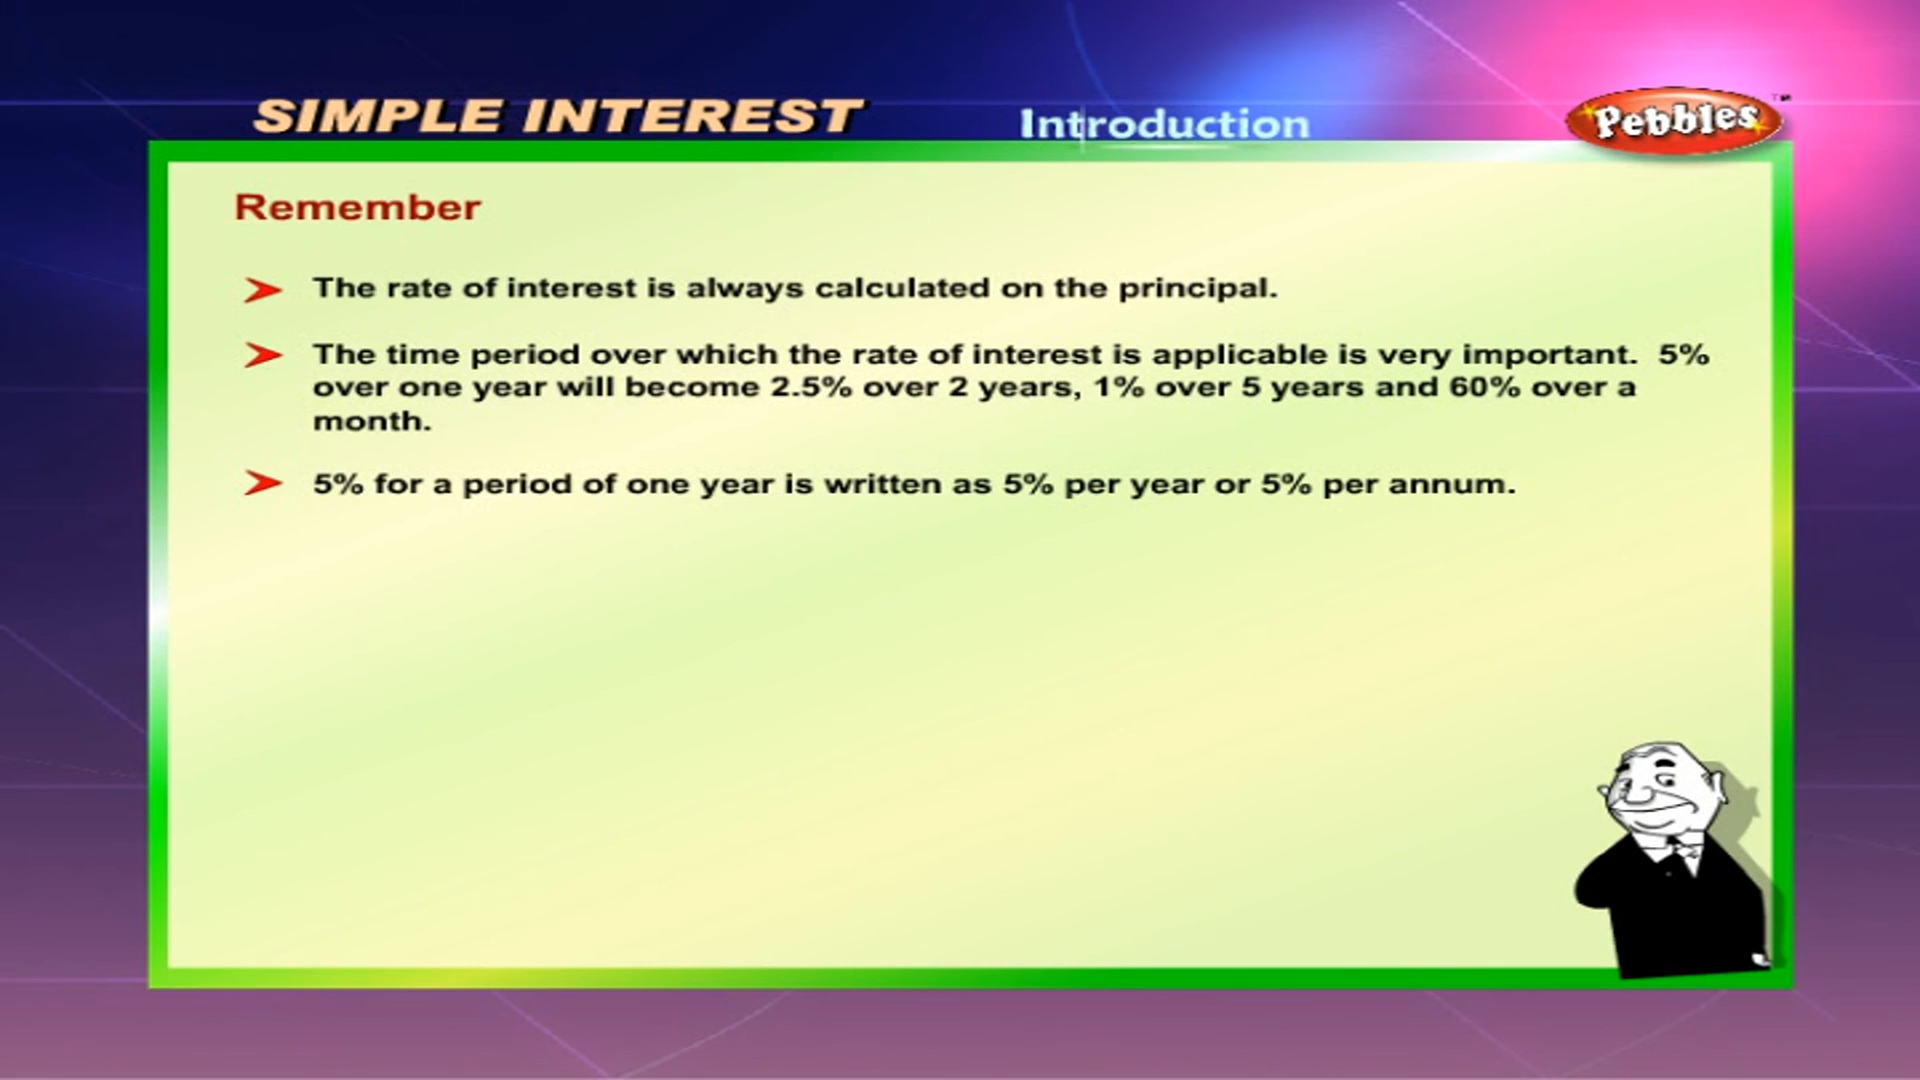 SIMPLE INTEREST
Introduction
Pebbles™
Remember
The rate of interest is always calculated on the principal.
The time period over which the rate of interest is applicable is very important. 5%
over one year will become 2.5% over 2 years, 1% over 5 years and 60% over a
month.
5% for a period of one year is written as 5% per year or 5% per annum.